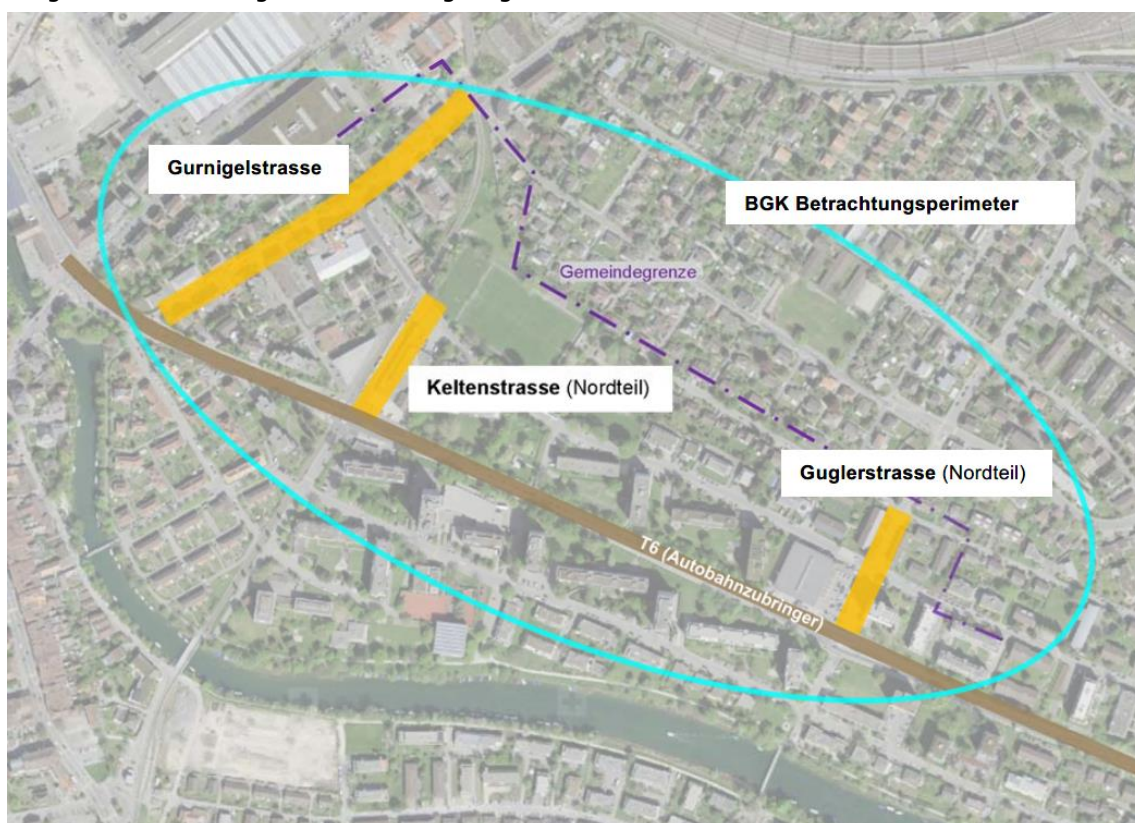 Gurnigelstrasse
BGK Betrachtungsperimeter
Gemeindegrenze
Keltenstrasse (Nordteil)
Guglerstrasse (Nordteil)
T6 (Autobahnzubringer)